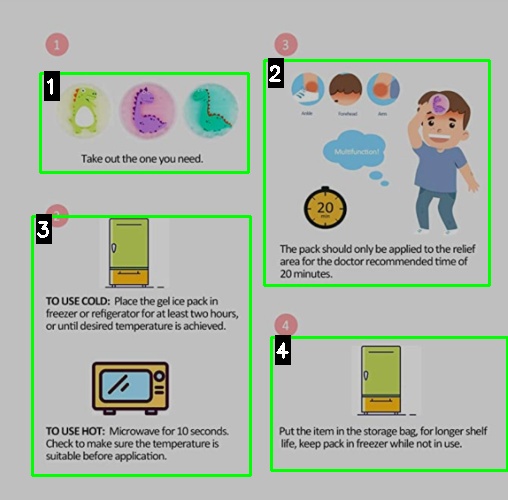 1
1
Take out the one you need.
3
2
Ankle
Forehead
Arms
Multifunction!
20
min
The pack should only be applied to the relief
area for the doctor recommended time of
20 minutes.
2
3
TO USE COLD: Place the gel ice pack in
freezer or refigerator for at least two hours,
or until desired temperature is achieved.
TO USE HOT: Microwave for 10 seconds.
Check to make sure the temperature is
suitable before application.
4
4
Put the item in the storage bag, for longer shelf
life, keep pack in freezer while not in use.